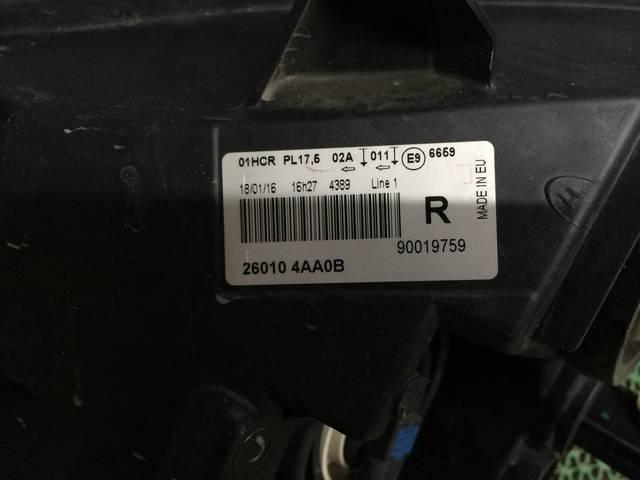 01HCR PL17,5 02A 011 E9 6659
18/01/16 16h27 4389 Line 1
R
MADE IN EU
90019759
26010 4AA0B